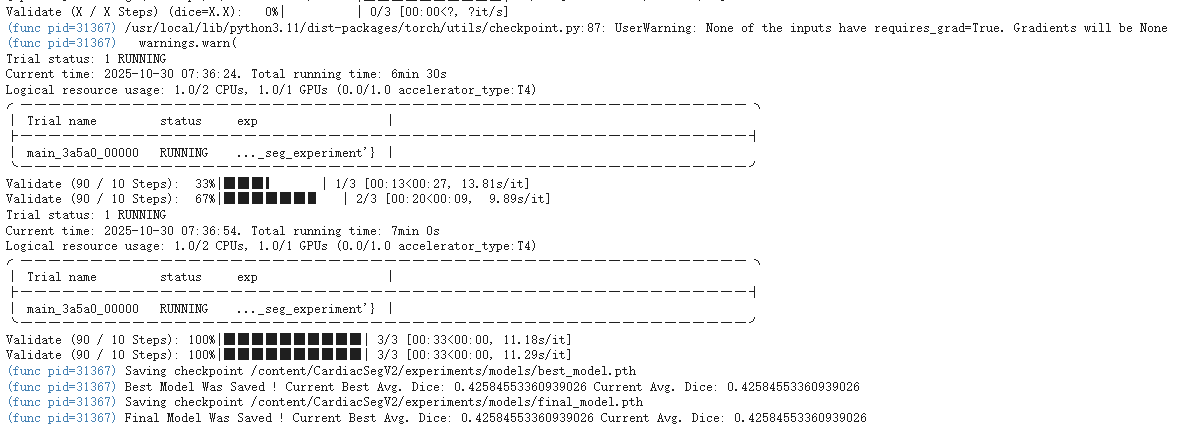 Validate (X / X Steps) (dice=X.X):   0%|          | 0/3 [00:00<?, ?it/s]
(func pid=31367) /usr/local/lib/python3.11/dist-packages/torch/utils/checkpoint.py:87: UserWarning: None of the inputs have requires_grad=True. Gradients will be None
(func pid=31367)   warnings.warn(
Trial status: 1 RUNNING
Current time: 2025-10-30 07:36:24. Total running time: 6min 30s
Logical resource usage: 1.0/2 CPUs, 1.0/1 GPUs (0.0/1.0 accelerator_type:T4)
Trial name         status     exp
main_3a5a0_00000   RUNNING    ..._seg_experiment'}
Validate (90 / 10 Steps):  33%|███▎      | 1/3 [00:13<00:27, 13.81s/it]
Validate (90 / 10 Steps):  67%|██████▋   | 2/3 [00:20<00:09,  9.89s/it]
Trial status: 1 RUNNING
Current time: 2025-10-30 07:36:54. Total running time: 7min 0s
Logical resource usage: 1.0/2 CPUs, 1.0/1 GPUs (0.0/1.0 accelerator_type:T4)
Trial name         status     exp
main_3a5a0_00000   RUNNING    ..._seg_experiment'}
Validate (90 / 10 Steps): 100%|██████████| 3/3 [00:33<00:00, 11.18s/it]
Validate (90 / 10 Steps): 100%|██████████| 3/3 [00:33<00:00, 11.29s/it]
(func pid=31367) Saving checkpoint /content/CardiacSegV2/experiments/models/best_model.pth
(func pid=31367) Best Model Was Saved ! Current Best Avg. Dice: 0.42584553360939026 Current Avg. Dice: 0.42584553360939026
(func pid=31367) Saving checkpoint /content/CardiacSegV2/experiments/models/final_model.pth
(func pid=31367) Final Model Was Saved ! Current Best Avg. Dice: 0.42584553360939026 Current Avg. Dice: 0.42584553360939026